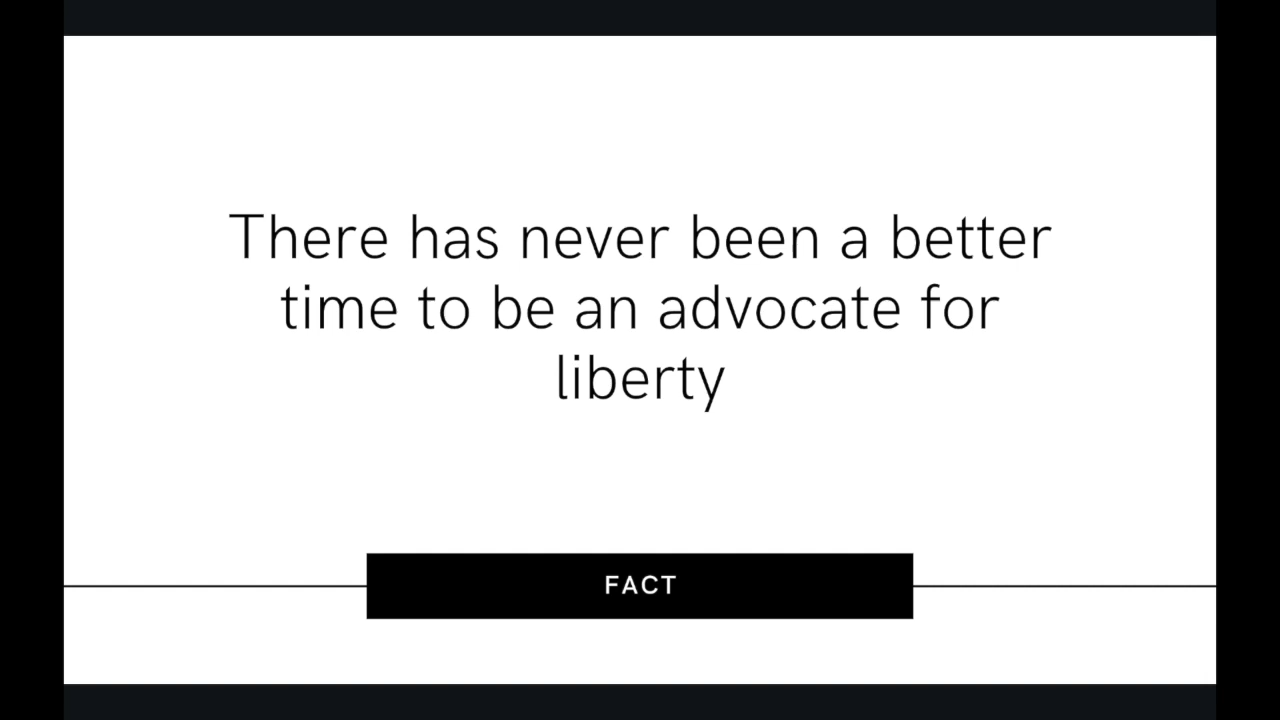 There has never been a better
time to be an advocate for
liberty
FACT